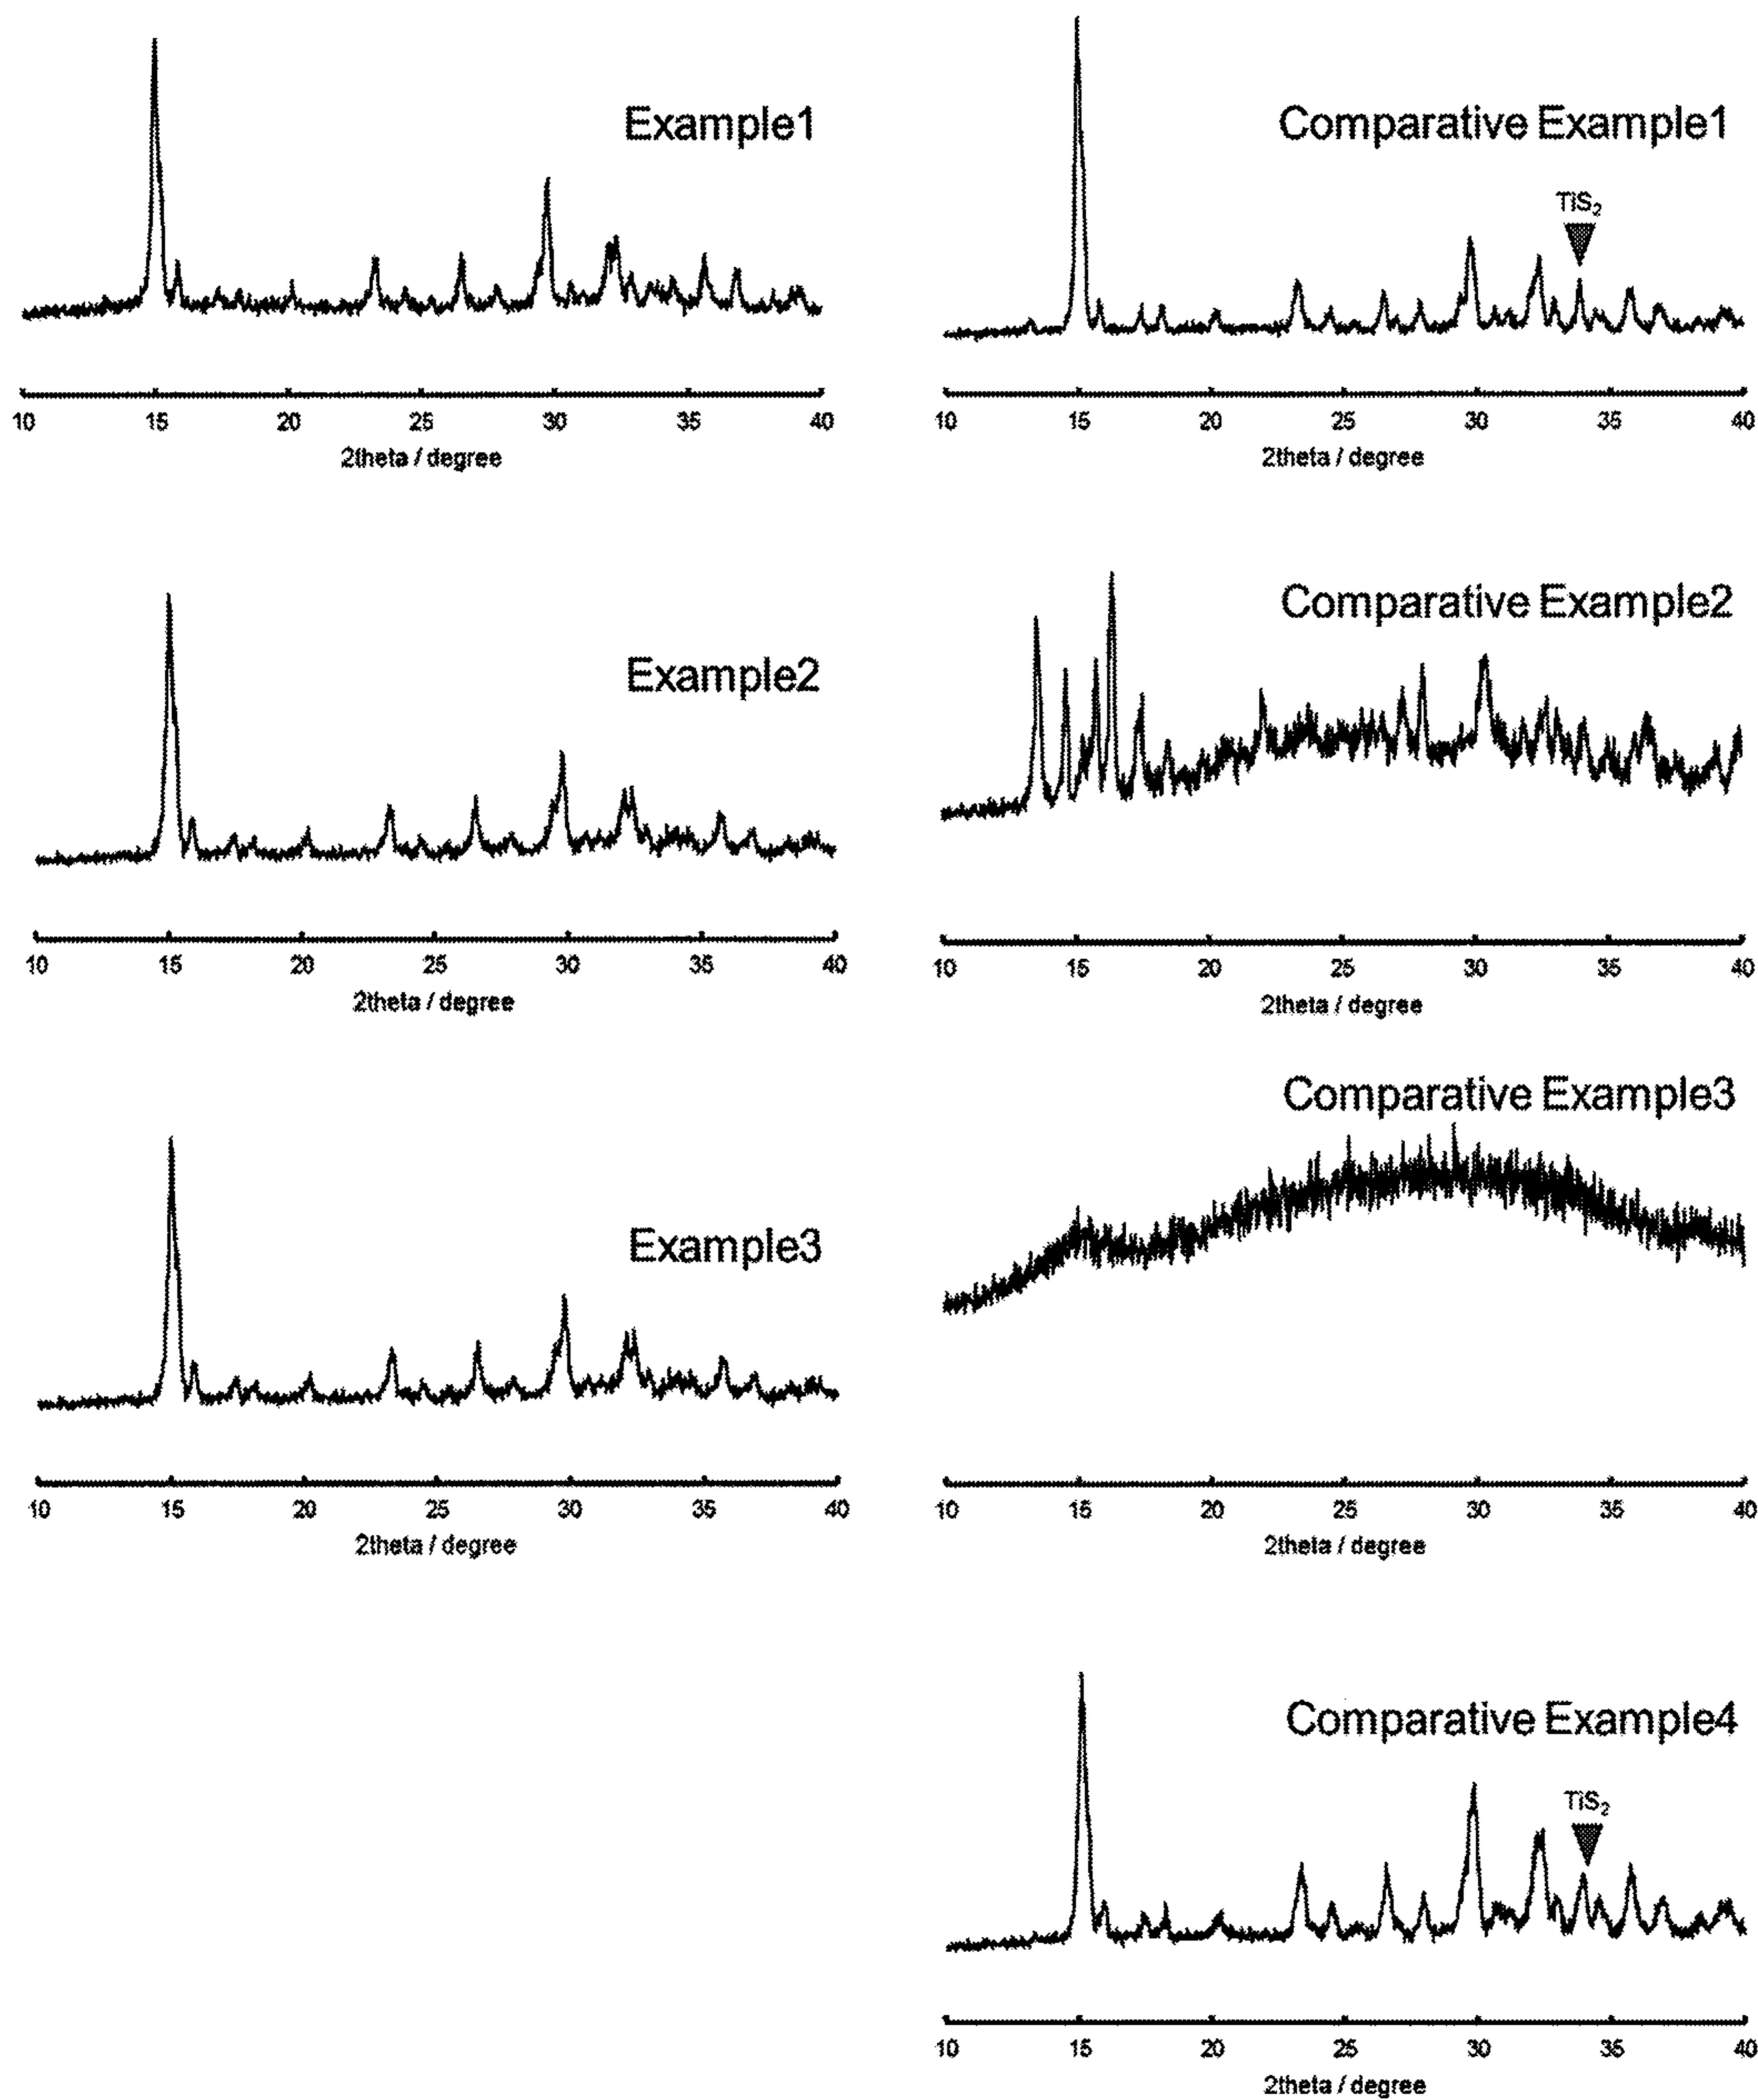 Example1
10 15 20 25 30 35 40
2theta / degree
Comparative Example1
TiS₂
10 15 20 25 30 35 40
2theta / degree
Example2
10 15 20 25 30 35 40
2theta / degree
Comparative Example2
10 15 20 25 30 35 40
2theta / degree
Example3
10 15 20 25 30 35 40
2theta / degree
Comparative Example3
10 15 20 25 30 35 40
2theta / degree
Comparative Example4
TiS₂
10 15 20 25 30 35 40
2theta / degree